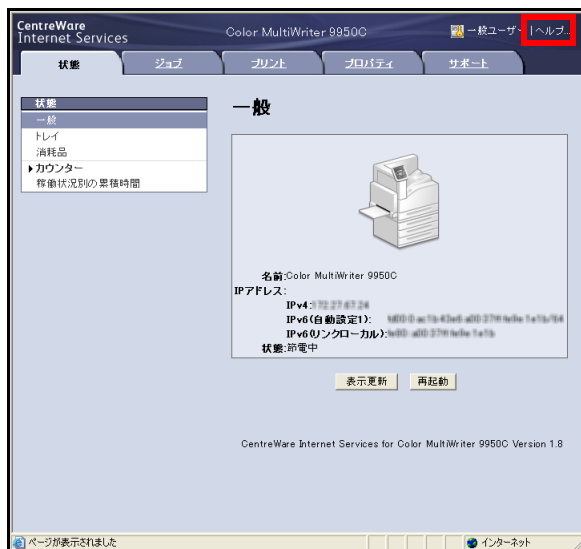 CentreWare
Internet Services
Color MultiWriter 9950C
一般ユーザー | ヘルプ...
状態
ジョブ
プリント
プロパティ
サポート
状態
一般
トレイ
消耗品
カウンター
稼働状況別の累積時間
一般
名前:Color MultiWriter 9950C
IPアドレス:
IPv4:
IPv6(自動設定1):
IPv6(リンクローカル):
状態:節電中
表示更新
再起動
CentreWare Internet Services for Color MultiWriter 9950C Version 1.8
ページが表示されました
インターネット